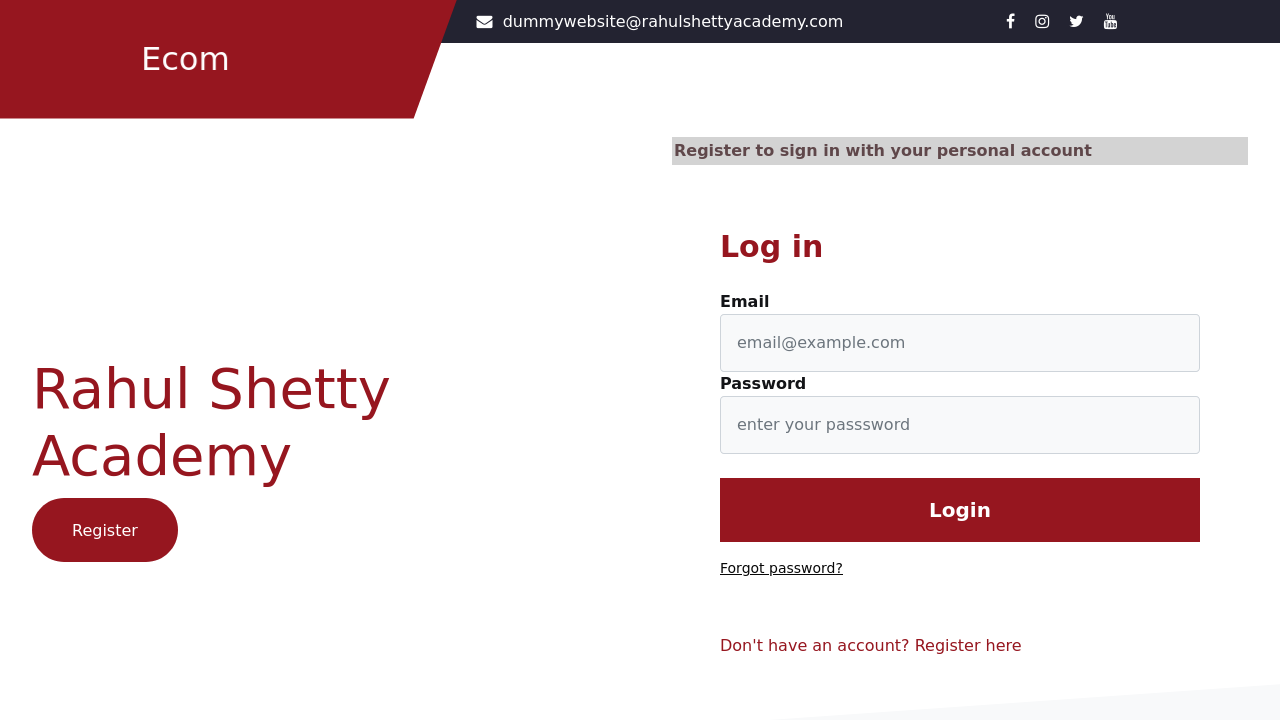 Ecom
dummywebsite@rahulshettyacademy.com
Register to sign in with your personal account
Log in
Email
email@example.com
Password
enter your passsword
Login
Forgot password?
Don't have an account? Register here
Rahul Shetty
Academy
Register